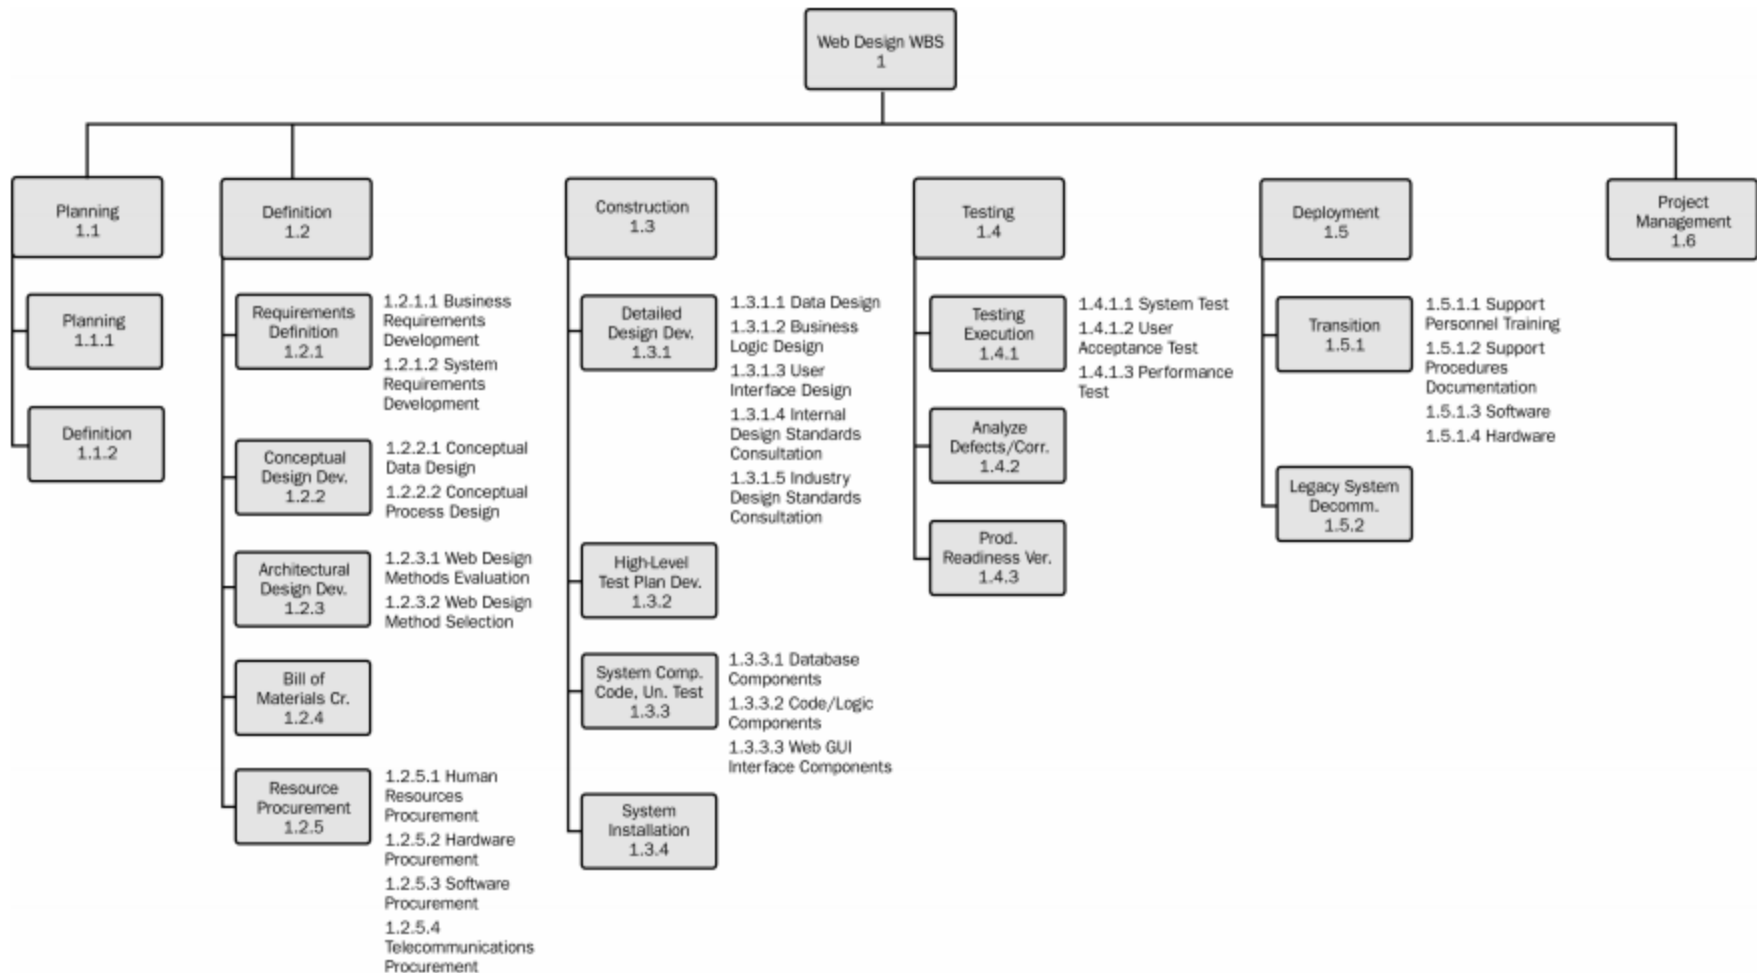 Web Design WBS
1
Planning
1.1
Planning
1.1.1
Definition
1.1.2
Definition
1.2
Requirements
Definition
1.2.1
1.2.1.1 Business
Requirements
Development
1.2.1.2 System
Requirements
Development
Conceptual
Design Dev.
1.2.2
1.2.2.1 Conceptual
Data Design
1.2.2.2 Conceptual
Process Design
Architectural
Design Dev.
1.2.3
1.2.3.1 Web Design
Methods Evaluation
1.2.3.2 Web Design
Method Selection
Bill of
Materials Cr.
1.2.4
Resource
Procurement
1.2.5
1.2.5.1 Human
Resources
Procurement
1.2.5.2 Hardware
Procurement
1.2.5.3 Software
Procurement
1.2.5.4
Telecommunications
Procurement
Construction
1.3
Detailed
Design Dev.
1.3.1
1.3.1.1 Data Design
1.3.1.2 Business
Logic Design
1.3.1.3 User
Interface Design
1.3.1.4 Internal
Design Standards
Consultation
1.3.1.5 Industry
Design Standards
Consultation
High-Level
Test Plan Dev.
1.3.2
System Comp.
Code, Un. Test
1.3.3
1.3.3.1 Database
Components
1.3.3.2 Code/Logic
Components
1.3.3.3 Web GUI
Interface Components
System
Installation
1.3.4
Testing
1.4
Testing
Execution
1.4.1
1.4.1.1 System Test
1.4.1.2 User
Acceptance Test
1.4.1.3 Performance
Test
Analyze
Defects/Corr.
1.4.2
Prod.
Readiness Ver.
1.4.3
Deployment
1.5
Transition
1.5.1
1.5.1.1 Support
Personnel Training
1.5.1.2 Support
Procedures
Documentation
1.5.1.3 Software
1.5.1.4 Hardware
Legacy System
Decomm.
1.5.2
Project
Management
1.6